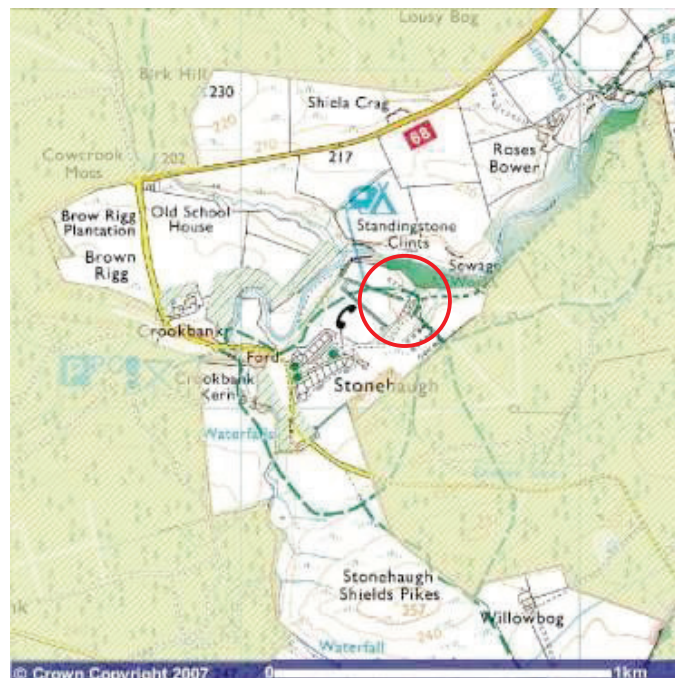 Lousy Bog
Birk Hill
230
Shiela Crag
220
210
68
Cowcrook
Moss
202
217
Roses
Bower
Brow Rigg
Plantation
Old School
House
Standingstone
Clints
Brown
Rigg
Sewage
Crookbank
Ford
Stonehaugh
Crookbank
Kern
Waterfalls
Stonehaugh
Shields Pikes
257
240
Willowbog
Waterfall
© Crown Copyright 2007
0
1km